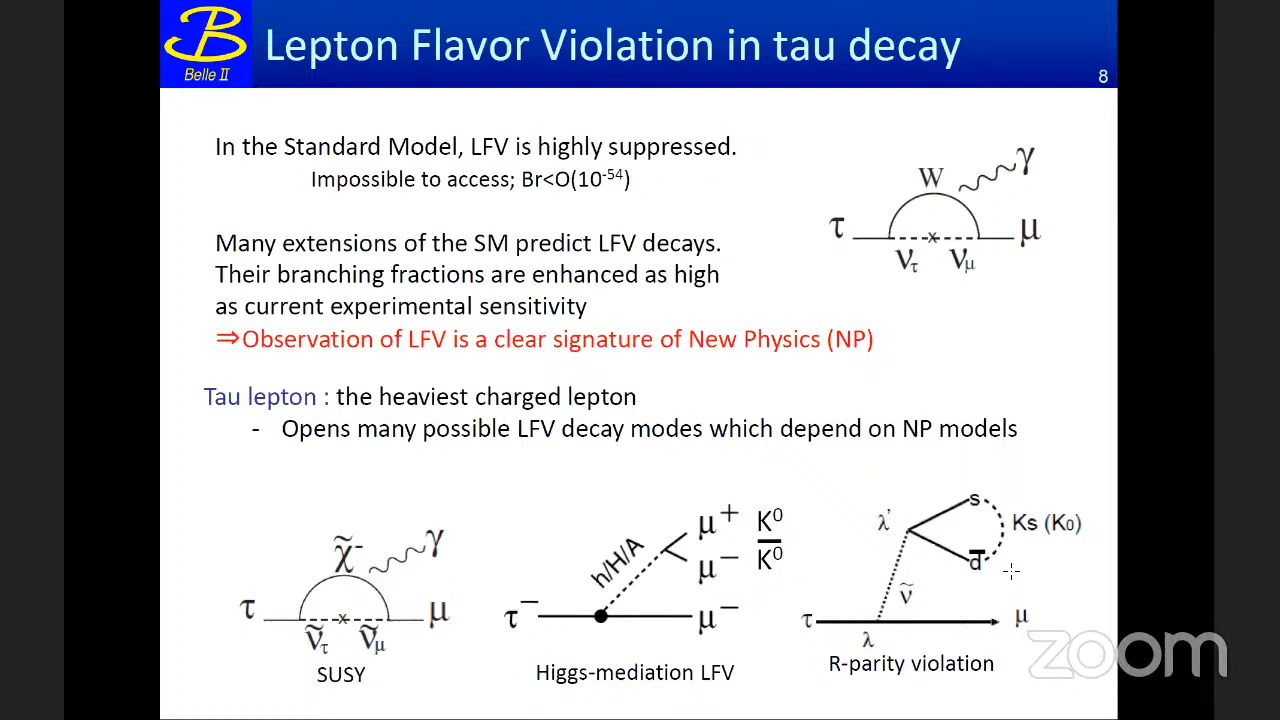 Belle II
Lepton Flavor Violation in tau decay
8
In the Standard Model, LFV is highly suppressed.
Impossible to access; Br<O(10⁻⁵⁴)
W
γ
τ
μ
ν_τ
ν_μ
Many extensions of the SM predict LFV decays.
Their branching fractions are enhanced as high
as current experimental sensitivity
⇒Observation of LFV is a clear signature of New Physics (NP)
Tau lepton : the heaviest charged lepton
- Opens many possible LFV decay modes which depend on NP models
χ̃⁻
γ
τ
μ
ν̃_τ
ν̃_μ
SUSY
h/H/A
μ⁺ K⁰
μ⁻ K̅⁰
τ⁻
μ⁻
Higgs-mediation LFV
s
λ'
Ks (K₀)
d̅
ν̃
τ
μ
λ
R-parity violation
zoom